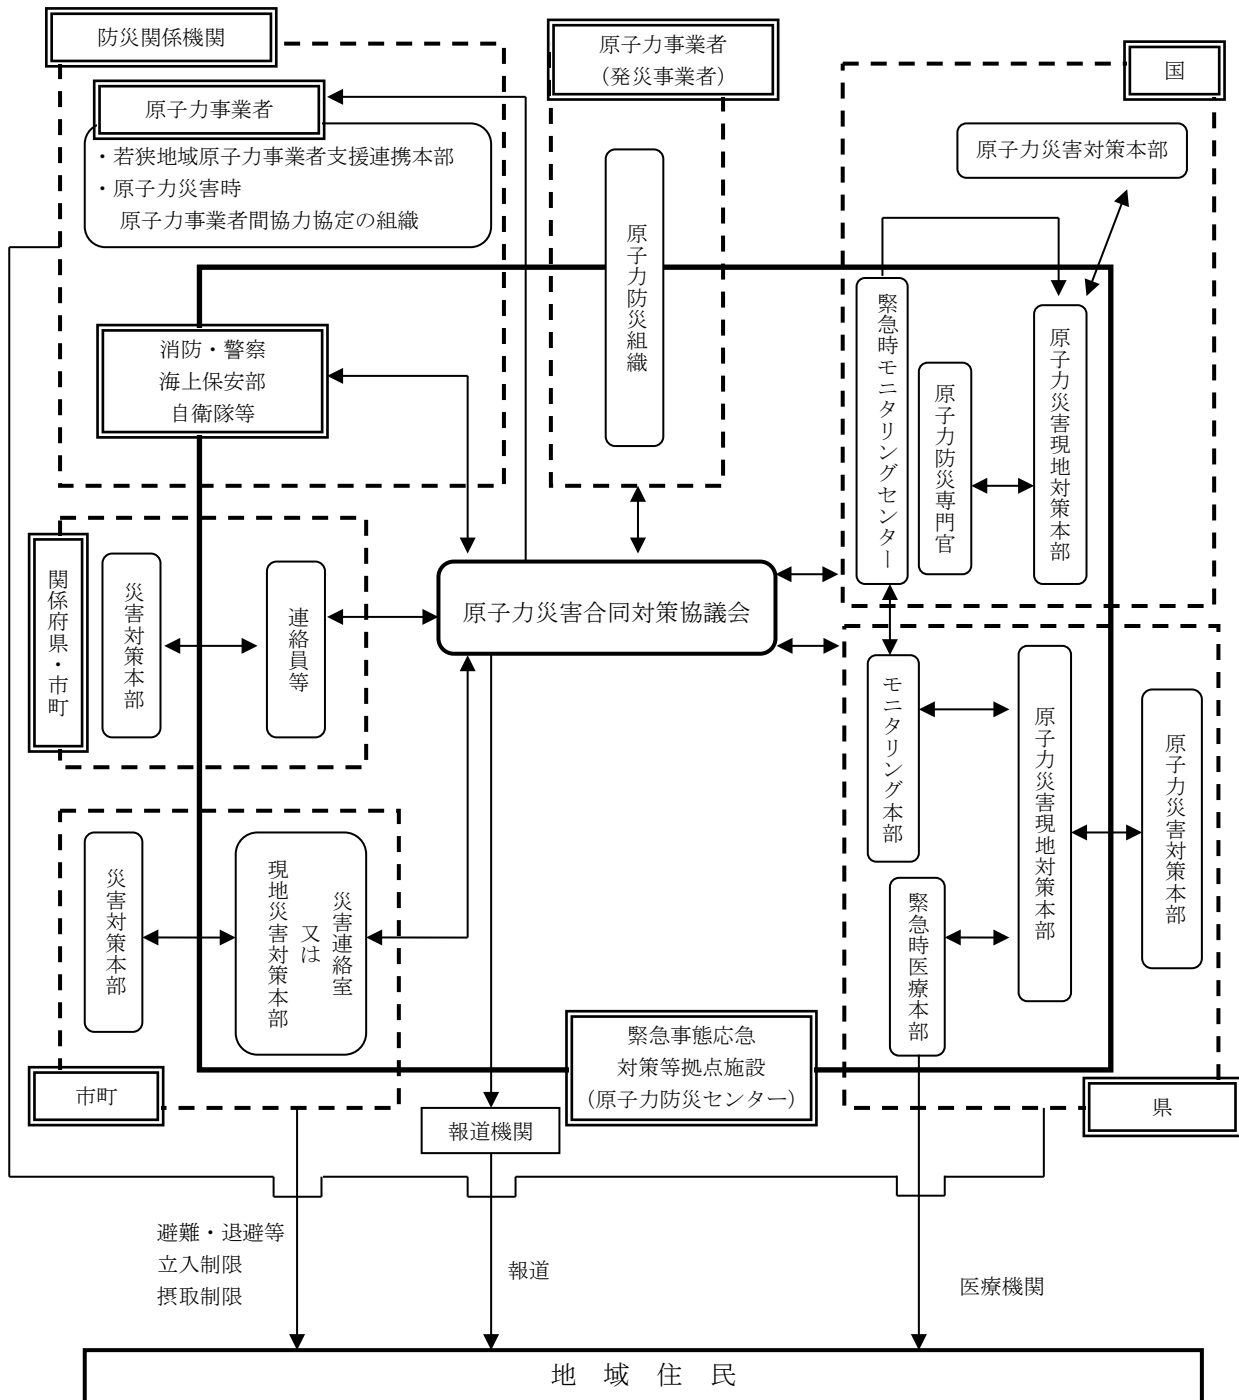 防災関係機関
原子力事業者
・若狭地域原子力事業者支援連携本部
・原子力災害時
原子力事業者間協力協定の組織
消防・警察
海上保安部
自衛隊等
原子力事業者
（発災事業者）
原子力防災組織
国
原子力災害対策本部
緊急時モニタリングセンター
原子力防災専門官
原子力災害現地対策本部
関係府県・市町
災害対策本部
連絡員等
原子力災害合同対策協議会
モニタリング本部
原子力災害現地対策本部
原子力災害対策本部
緊急時医療本部
災害対策本部
災害連絡室
又は
現地災害対策本部
市町
緊急事態応急
対策等拠点施設
（原子力防災センター）
県
報道機関
避難・退避等
立入制限
摂取制限
報道
医療機関
地域住民